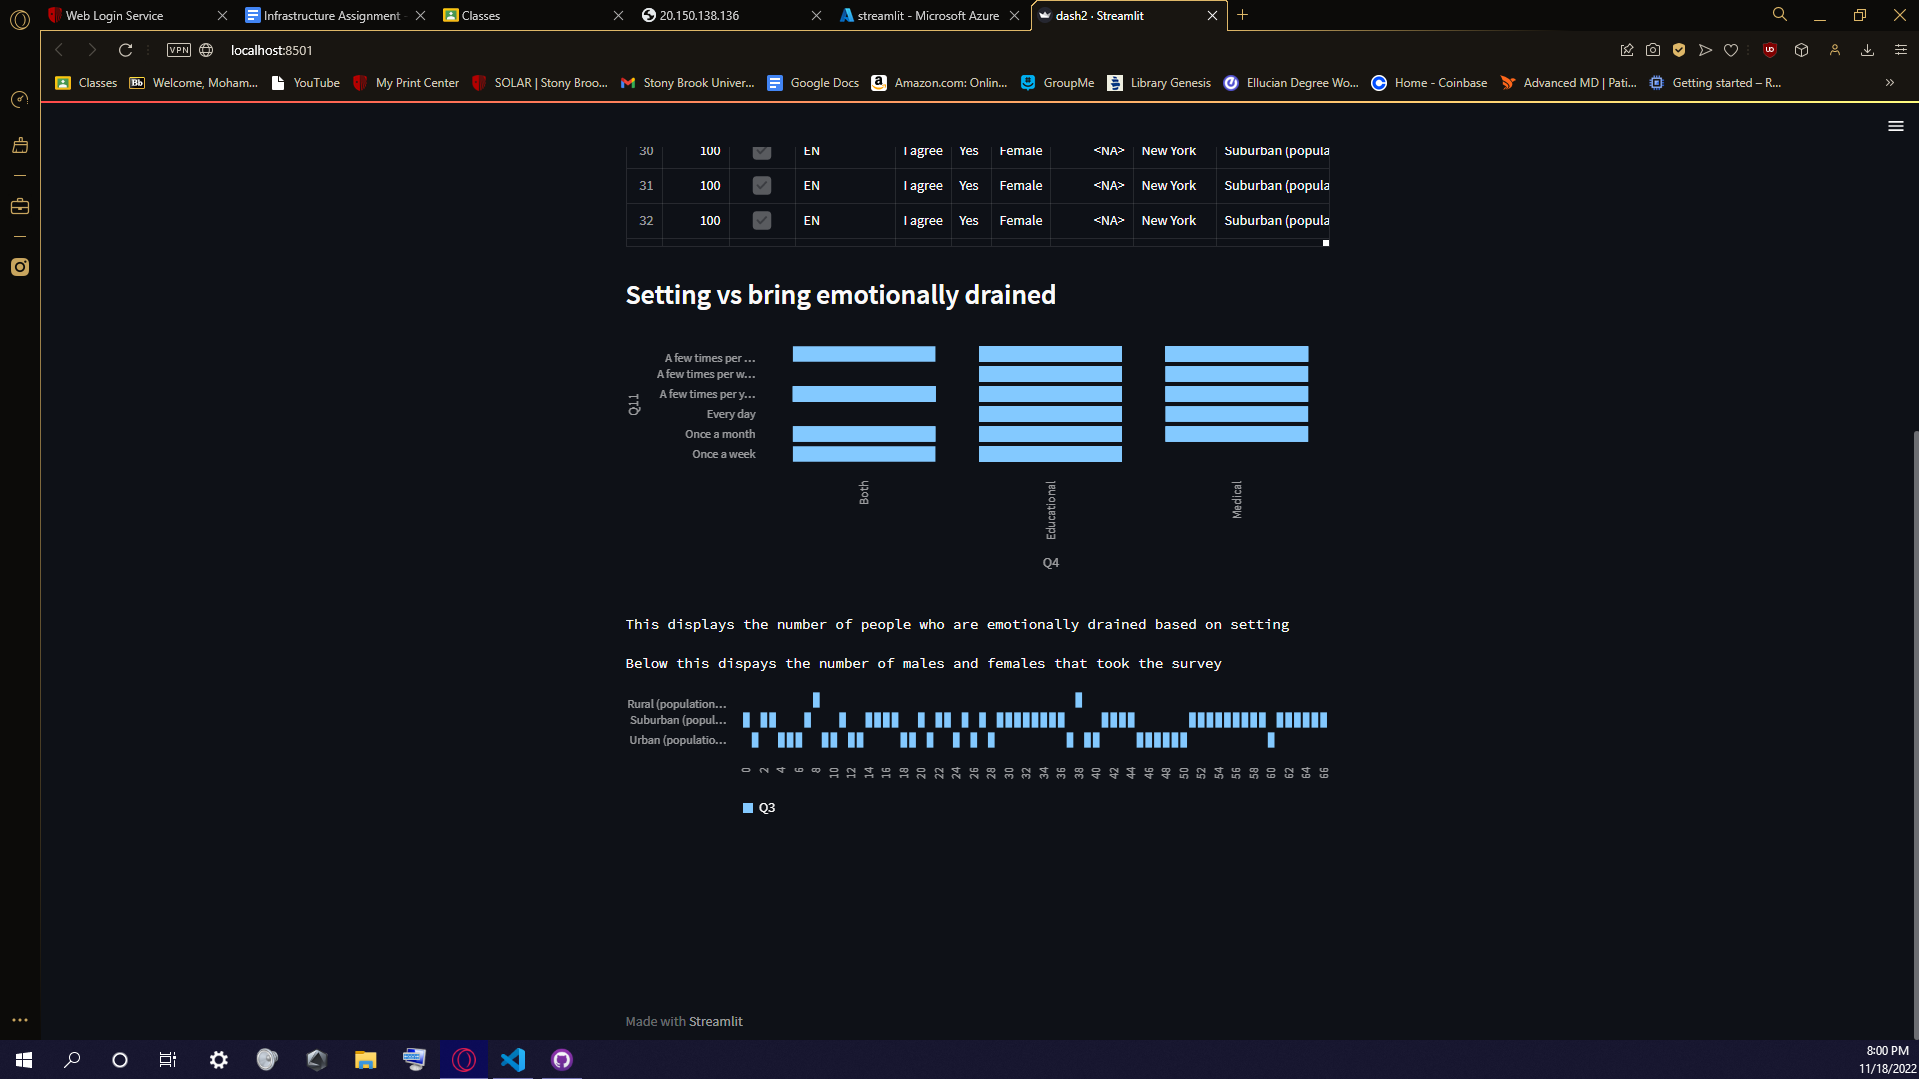 Web Login Service
Infrastructure Assignment
Classes
20.150.138.136
streamlit - Microsoft Azure
dash2 · Streamlit
VPN
localhost:8501
Classes
Bb Welcome, Moham...
YouTube
My Print Center
SOLAR | Stony Broo...
Stony Brook Univer...
Google Docs
Amazon.com: Onlin...
GroupMe
Library Genesis
Ellucian Degree Wo...
Home - Coinbase
Advanced MD | Pati...
Getting started – R...
30 100 EN I agree Yes Female <NA> New York Suburban (popula
31 100 EN I agree Yes Female <NA> New York Suburban (popula
32 100 EN I agree Yes Female <NA> New York Suburban (popula
Setting vs bring emotionally drained
Q11
A few times per ...
A few times per w...
A few times per y...
Every day
Once a month
Once a week
Both
Educational
Medical
Q4
This displays the number of people who are emotionally drained based on setting
Below this dispays the number of males and females that took the survey
Rural (population...
Suburban (popul...
Urban (populatio...
0 2 4 6 8 10 12 14 16 18 20 22 24 26 28 30 32 34 36 38 40 42 44 46 48 50 52 54 56 58 60 62 64 66
Q3
Made with Streamlit
8:00 PM
11/18/2022